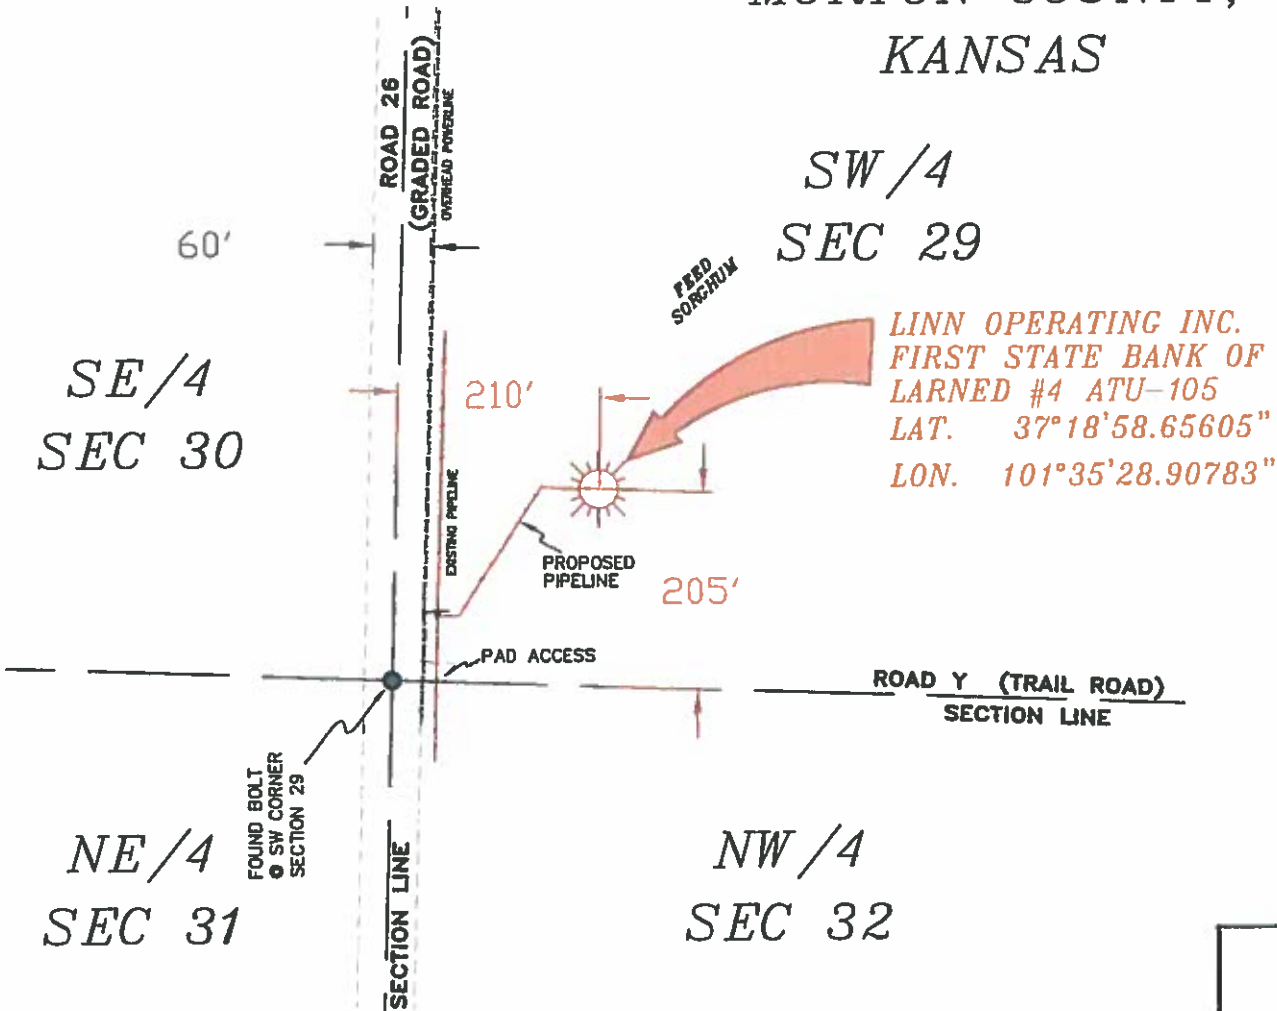 KANSAS
ROAD 26
(GRADED ROAD)
OVERHEAD POWERLINE
SW/4
SEC 29
60'
FEED
SORGHUM
LINN OPERATING INC.
FIRST STATE BANK OF
LARNED #4 ATU-105
LAT. 37°18'58.65605"
LON. 101°35'28.90783"
SE/4
SEC 30
210'
EXISTING PIPELINE
PROPOSED
PIPELINE
205'
PAD ACCESS
ROAD Y (TRAIL ROAD)
SECTION LINE
FOUND BOLT
@ SW CORNER
SECTION 29
NE/4
SEC 31
SECTION LINE
NW/4
SEC 32